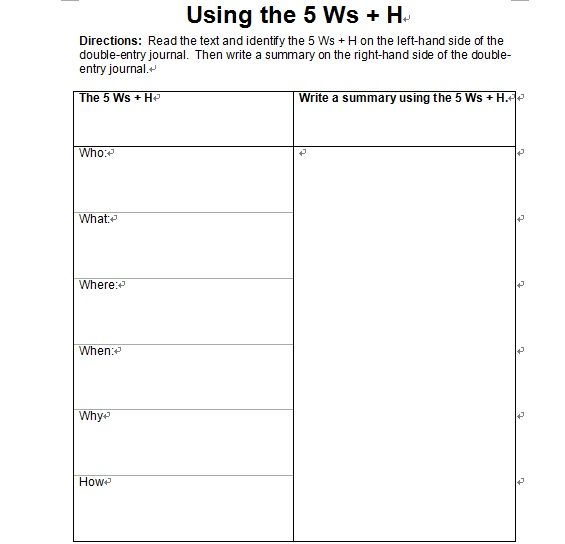 Using the 5 Ws + H
Directions: Read the text and identify the 5 Ws + H on the left-hand side of the
double-entry journal. Then write a summary on the right-hand side of the double-
entry journal.
The 5 Ws + H
Write a summary using the 5 Ws + H.
Who:
What:
Where:
When:
Why
How